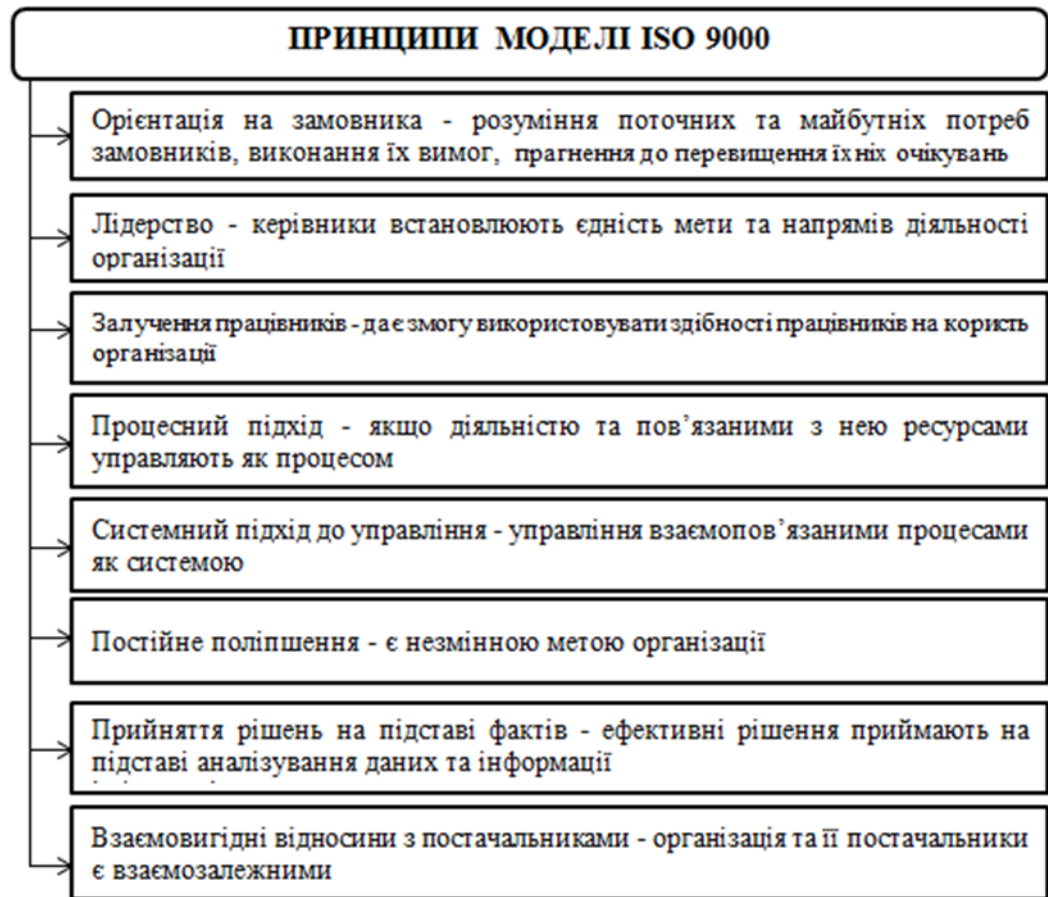 ПРИНЦИПИ МОДЕЛІ ISO 9000
Орієнтація на замовника - розуміння поточних та майбутніх потреб
замовників, виконання їх вимог, прагнення до перевищення їхніх очікувань
Лідерство - керівники встановлюють єдність мети та напрямів діяльності
організації
Залучення працівників - дає змогу використовувати здібності працівників на користь
організації
Процесний підхід - якщо діяльністю та пов’язаними з нею ресурсами
управляють як процесом
Системний підхід до управління - управління взаємопов’язаними процесами
як системою
Постійне поліпшення - є незмінною метою організації
Прийняття рішень на підставі фактів - ефективні рішення приймають на
підставі аналізування даних та інформації
Взаємовигідні відносини з постачальниками - організація та її постачальники
є взаємозалежними